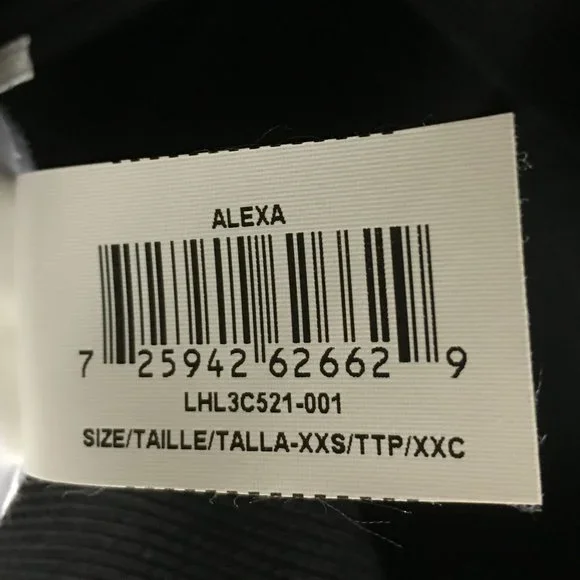 ALEXA
7 25942 62662 9
LHL3C521-001
SIZE/TAILLE/TALLA-XXS/TTP/XXC